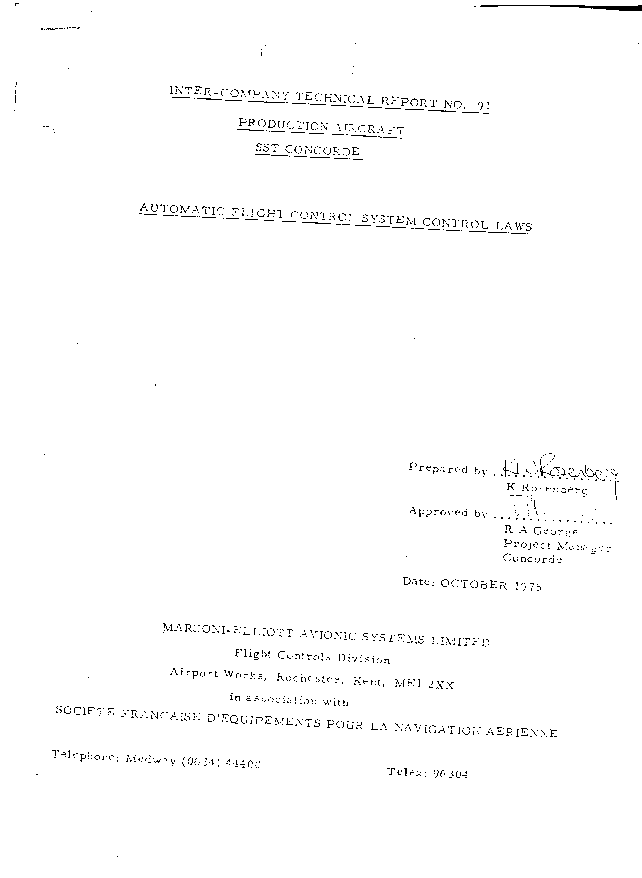 INTER-COMPANY TECHNICAL REPORT NO. 91
PRODUCTION AIRCRAFT
SST CONCORDE
AUTOMATIC FLIGHT CONTROL SYSTEM CONTROL LAWS
Prepared by
K Rosenberg
Approved by
R A George
Project Manager
Concorde
Date: OCTOBER 1975
MARCONI-ELLIOTT AVIONIC SYSTEMS LIMITED
Flight Controls Division
Airport Works, Rochester, Kent, ME1 2XX
in association with
SOCIETE FRANCAISE D'EQUIPEMENTS POUR LA NAVIGATION AERIENNE
Telephone: Medway (0634) 44400
Telex: 96304